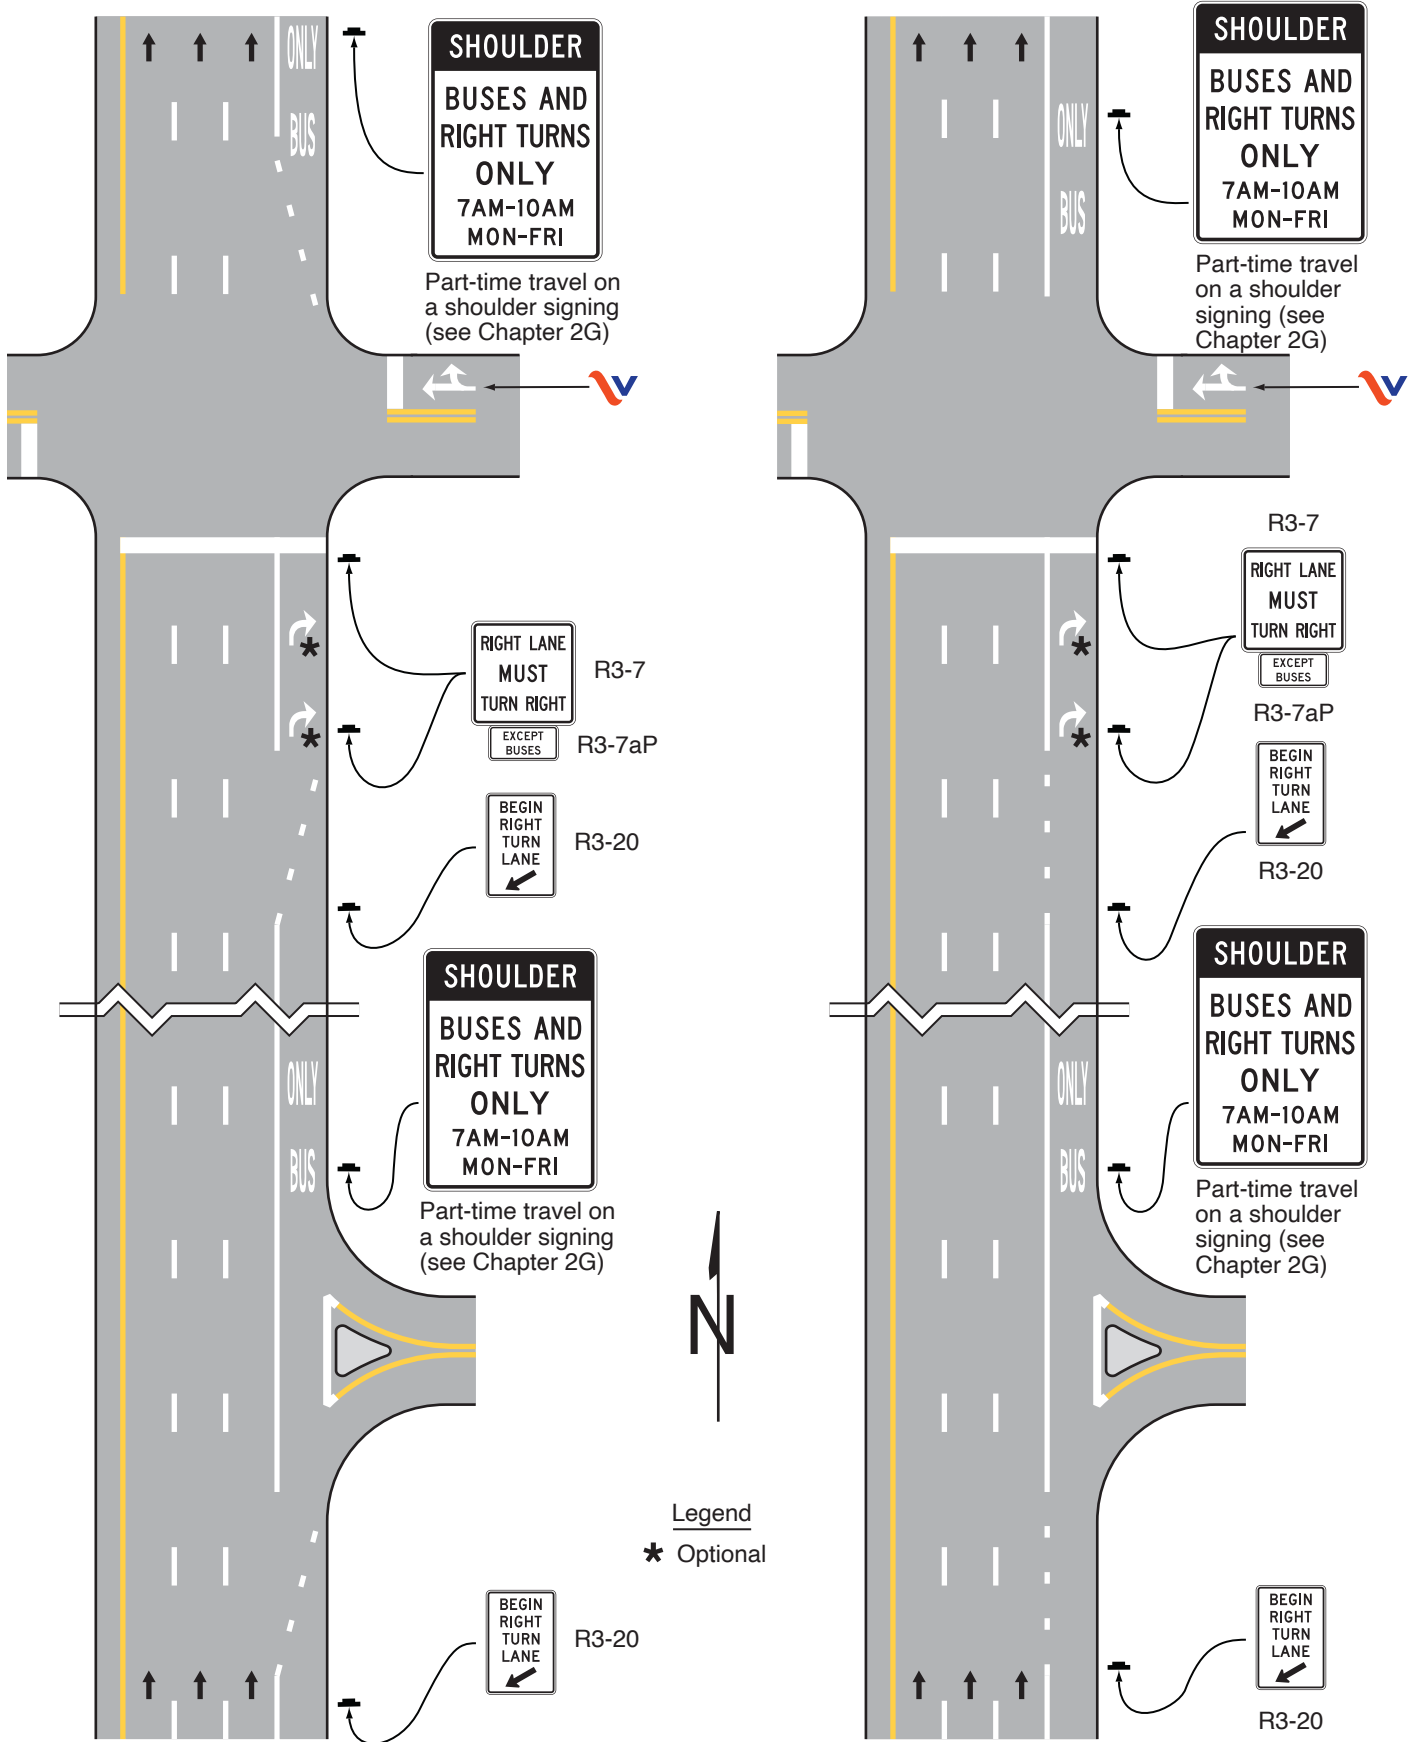 ONLY
BUS
SHOULDER
BUSES AND
RIGHT TURNS
ONLY
7AM-10AM
MON-FRI
Part-time travel on
a shoulder signing
(see Chapter 2G)
V
RIGHT LANE
MUST
TURN RIGHT
R3-7
EXCEPT
BUSES
R3-7aP
BEGIN
RIGHT
TURN
LANE
R3-20
SHOULDER
BUSES AND
RIGHT TURNS
ONLY
7AM-10AM
MON-FRI
ONLY
BUS
Part-time travel on
a shoulder signing
(see Chapter 2G)
N
Legend
* Optional
BEGIN
RIGHT
TURN
LANE
R3-20
ONLY
BUS
SHOULDER
BUSES AND
RIGHT TURNS
ONLY
7AM-10AM
MON-FRI
Part-time travel
on a shoulder
signing (see
Chapter 2G)
V
R3-7
RIGHT LANE
MUST
TURN RIGHT
EXCEPT
BUSES
R3-7aP
BEGIN
RIGHT
TURN
LANE
R3-20
SHOULDER
BUSES AND
RIGHT TURNS
ONLY
7AM-10AM
MON-FRI
ONLY
BUS
Part-time travel
on a shoulder
signing (see
Chapter 2G)
BEGIN
RIGHT
TURN
LANE
R3-20